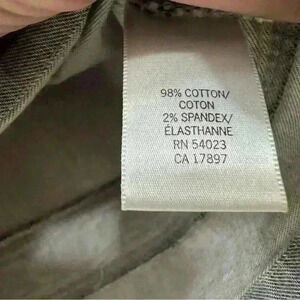 98% COTTON/
COTON
2% SPANDEX/
ÉLASTHANNE
RN 54023
CA 17897